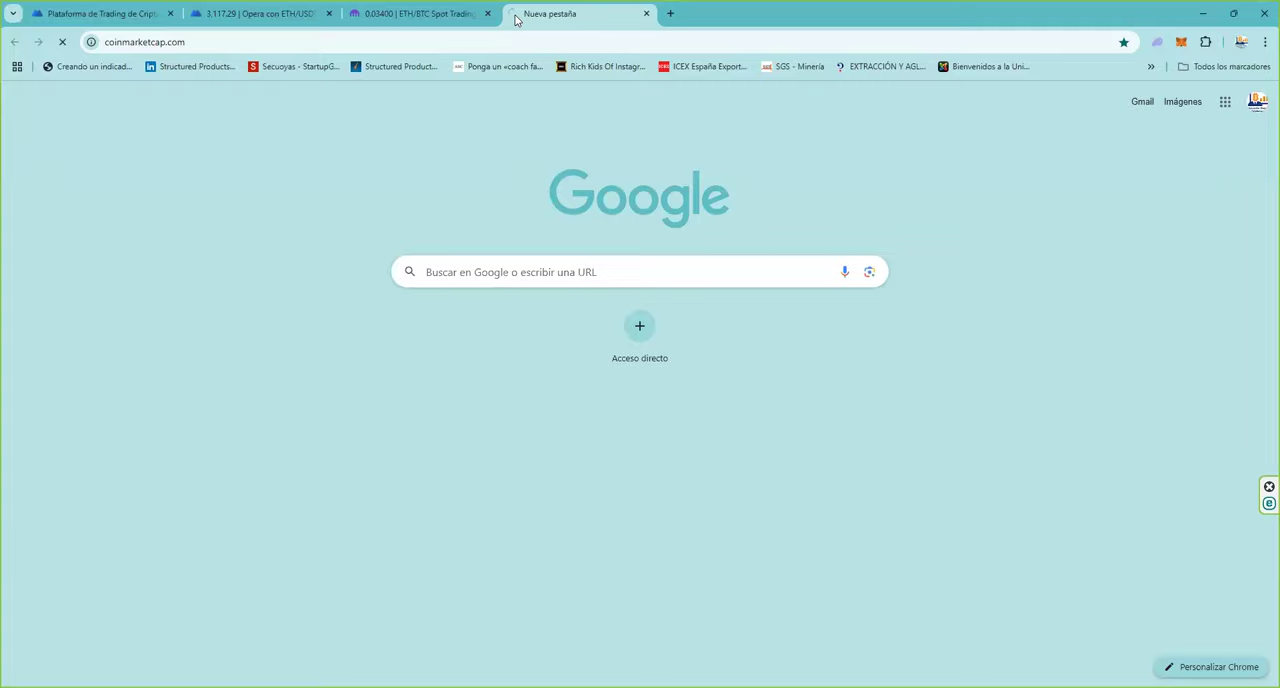 Plataforma de Trading de Cript
3.117.29 | Opera con ETH/USDT
0.03400 | ETH/BTC Spot Trading
Nueva pestaña
coinmarketcap.com
Creando un indicad...
Structured Products...
Secuoyas - StartupG...
Structured Product...
Ponga un «coach fa...
Rich Kids Of Instagr...
ICEX España Export...
SGS - Minería
EXTRACCIÓN Y AGL...
Bienvenidos a la Uni...
Todos los marcadores
Gmail
Imágenes
Google
Buscar en Google o escribir una URL
Acceso directo
Personalizar Chrome